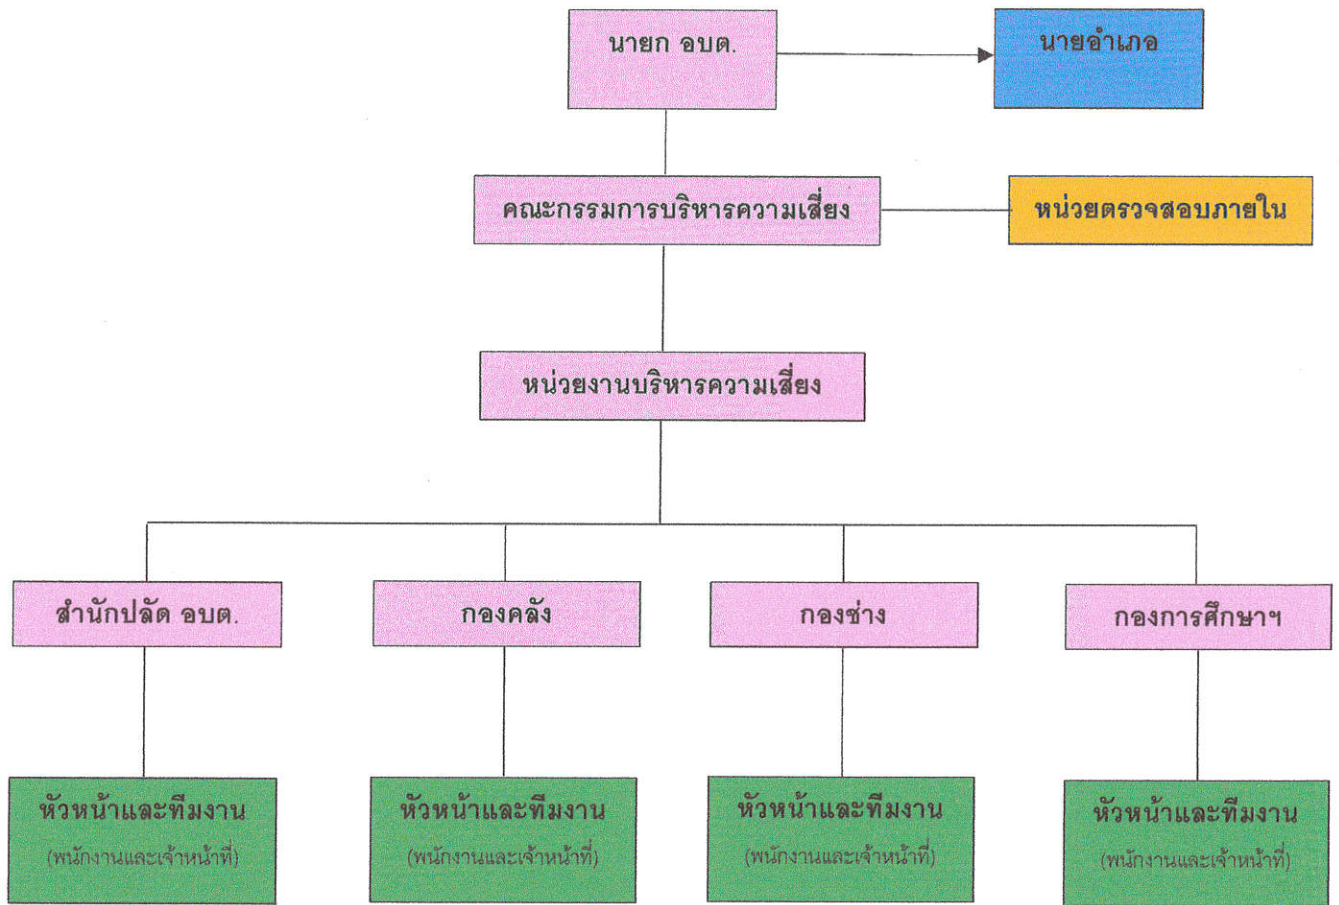 นายก อบต.
นายอำเภอ
คณะกรรมการบริหารความเสี่ยง
หน่วยตรวจสอบภายใน
หน่วยงานบริหารความเสี่ยง
สำนักปลัด อบต.
กองคลัง
กองช่าง
กองการศึกษาฯ
หัวหน้าและทีมงาน
(พนักงานและเจ้าหน้าที่)
หัวหน้าและทีมงาน
(พนักงานและเจ้าหน้าที่)
หัวหน้าและทีมงาน
(พนักงานและเจ้าหน้าที่)
หัวหน้าและทีมงาน
(พนักงานและเจ้าหน้าที่)